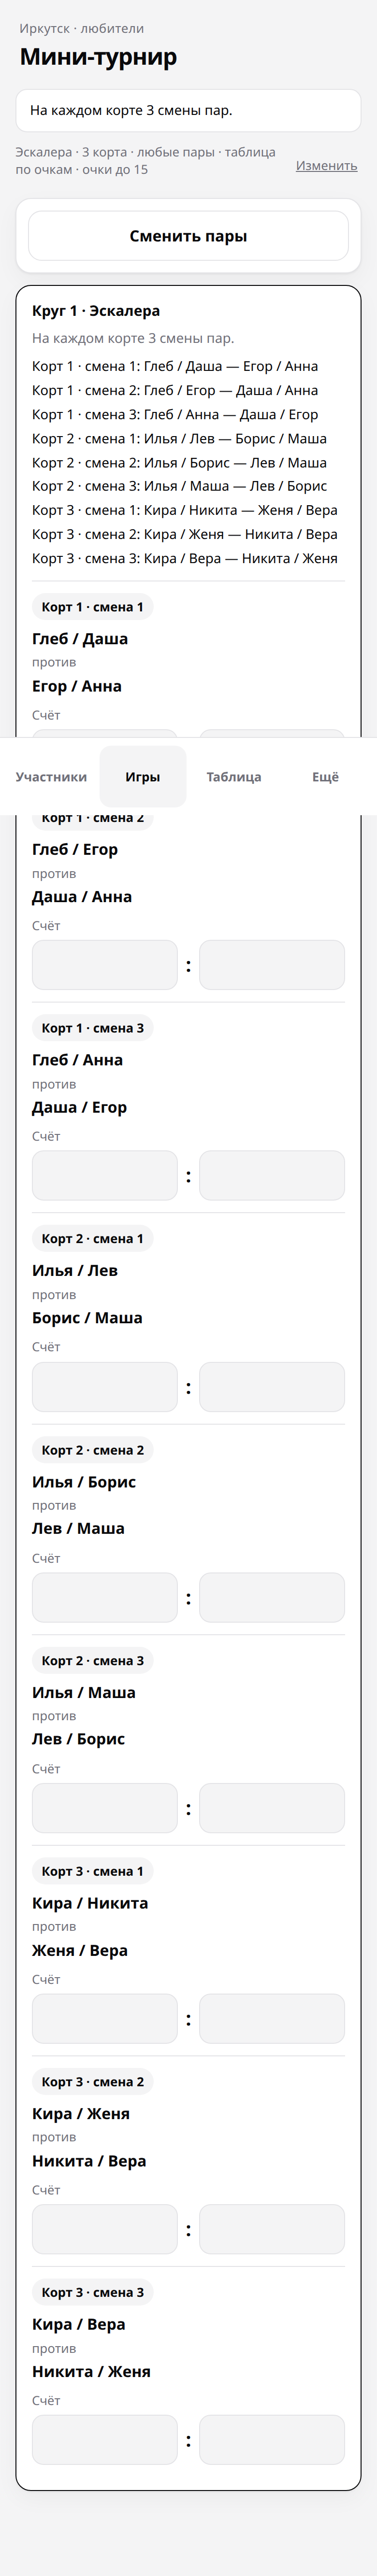 Иркутск · любители
Мини-турнир
На каждом корте 3 смены пар.
Эскалера · 3 корта · любые пары · таблица
по очкам · очки до 15
Изменить
Сменить пары
Круг 1 · Эскалера
На каждом корте 3 смены пар.
Корт 1 · смена 1: Глеб / Даша — Егор / Анна
Корт 1 · смена 2: Глеб / Егор — Даша / Анна
Корт 1 · смена 3: Глеб / Анна — Даша / Егор
Корт 2 · смена 1: Илья / Лев — Борис / Маша
Корт 2 · смена 2: Илья / Борис — Лев / Маша
Корт 2 · смена 3: Илья / Маша — Лев / Борис
Корт 3 · смена 1: Кира / Никита — Женя / Вера
Корт 3 · смена 2: Кира / Женя — Никита / Вера
Корт 3 · смена 3: Кира / Вера — Никита / Женя
Корт 1 · смена 1
Глеб / Даша
против
Егор / Анна
Счёт
Участники Игры Таблица Ещё
Корт 1 · смена 2
Глеб / Егор
против
Даша / Анна
Счёт
:
Корт 1 · смена 3
Глеб / Анна
против
Даша / Егор
Счёт
:
Корт 2 · смена 1
Илья / Лев
против
Борис / Маша
Счёт
:
Корт 2 · смена 2
Илья / Борис
против
Лев / Маша
Счёт
:
Корт 2 · смена 3
Илья / Маша
против
Лев / Борис
Счёт
:
Корт 3 · смена 1
Кира / Никита
против
Женя / Вера
Счёт
:
Корт 3 · смена 2
Кира / Женя
против
Никита / Вера
Счёт
:
Корт 3 · смена 3
Кира / Вера
против
Никита / Женя
Счёт
: